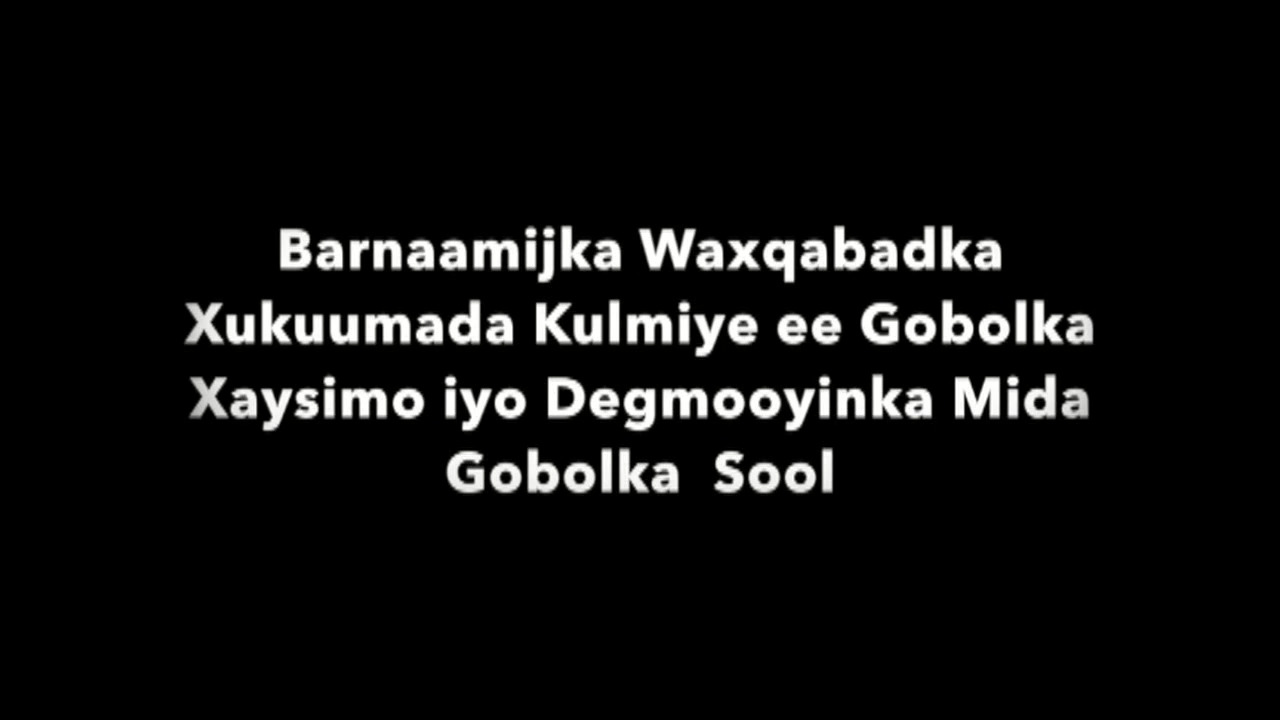 Barnaamijka Waxqabadka
Xukuumada Kulmiye ee Gobolka
Xaysimo iyo Degmooyinka Mida
Gobolka Sool